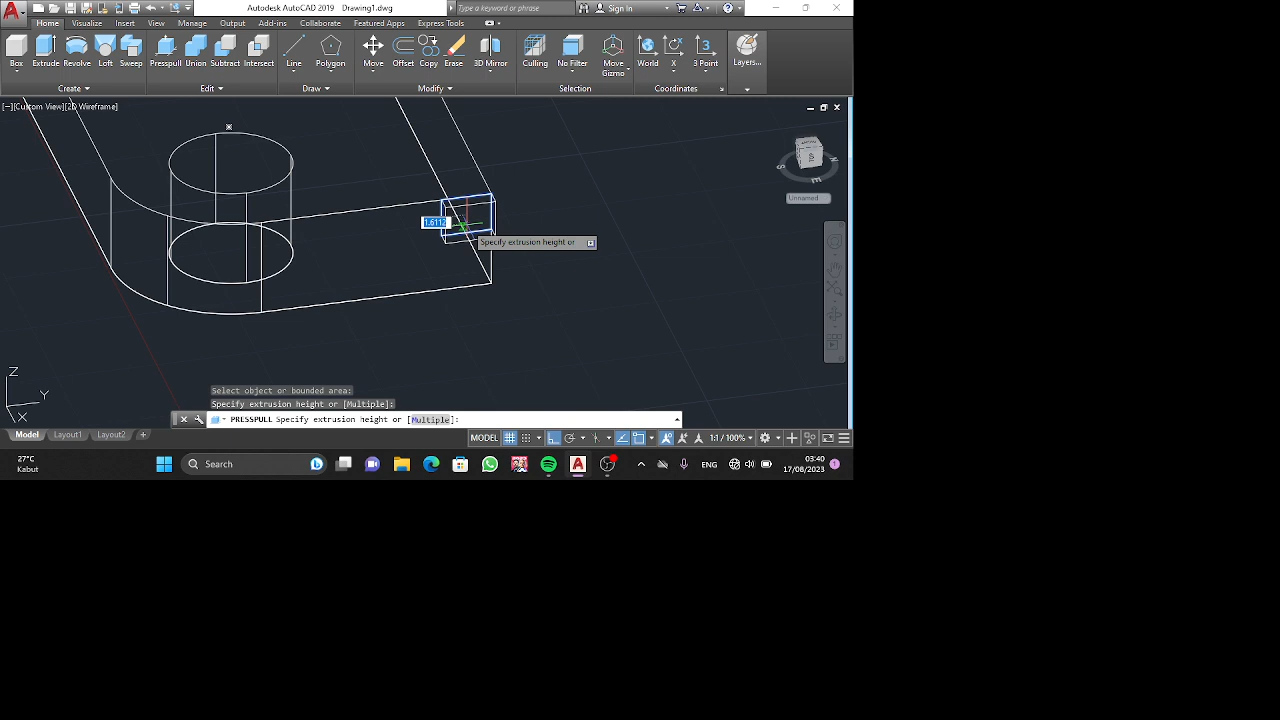 Autodesk AutoCAD 2019 Drawing1.dwg
Type a keyword or phrase
Sign In
Home Visualize Insert View Manage Output Collaborate Featured Apps Express Tools
Box Extrude Revolve Loft Sweep Presspull Union Subtract Intersect Line Polygon Move Offset Copy Erase 3D Mirror Culling No Filter Move Gizmo World X 3 Point Layers...
Create Edit Draw Modify Selection Coordinates
[−][Custom View][2D Wireframe]
S E N
Unnamed
1.6112
Specify extrusion height or
Z
Y
X
Select object or bounded area:
Specify extrusion height or [Multiple]:
PRESSPULL Specify extrusion height or [Multiple]:
Model Layout1 Layout2 +
MODEL 1:1 / 100%
27°C
Kabut
Search
ENG
03:40
17/08/2023
1